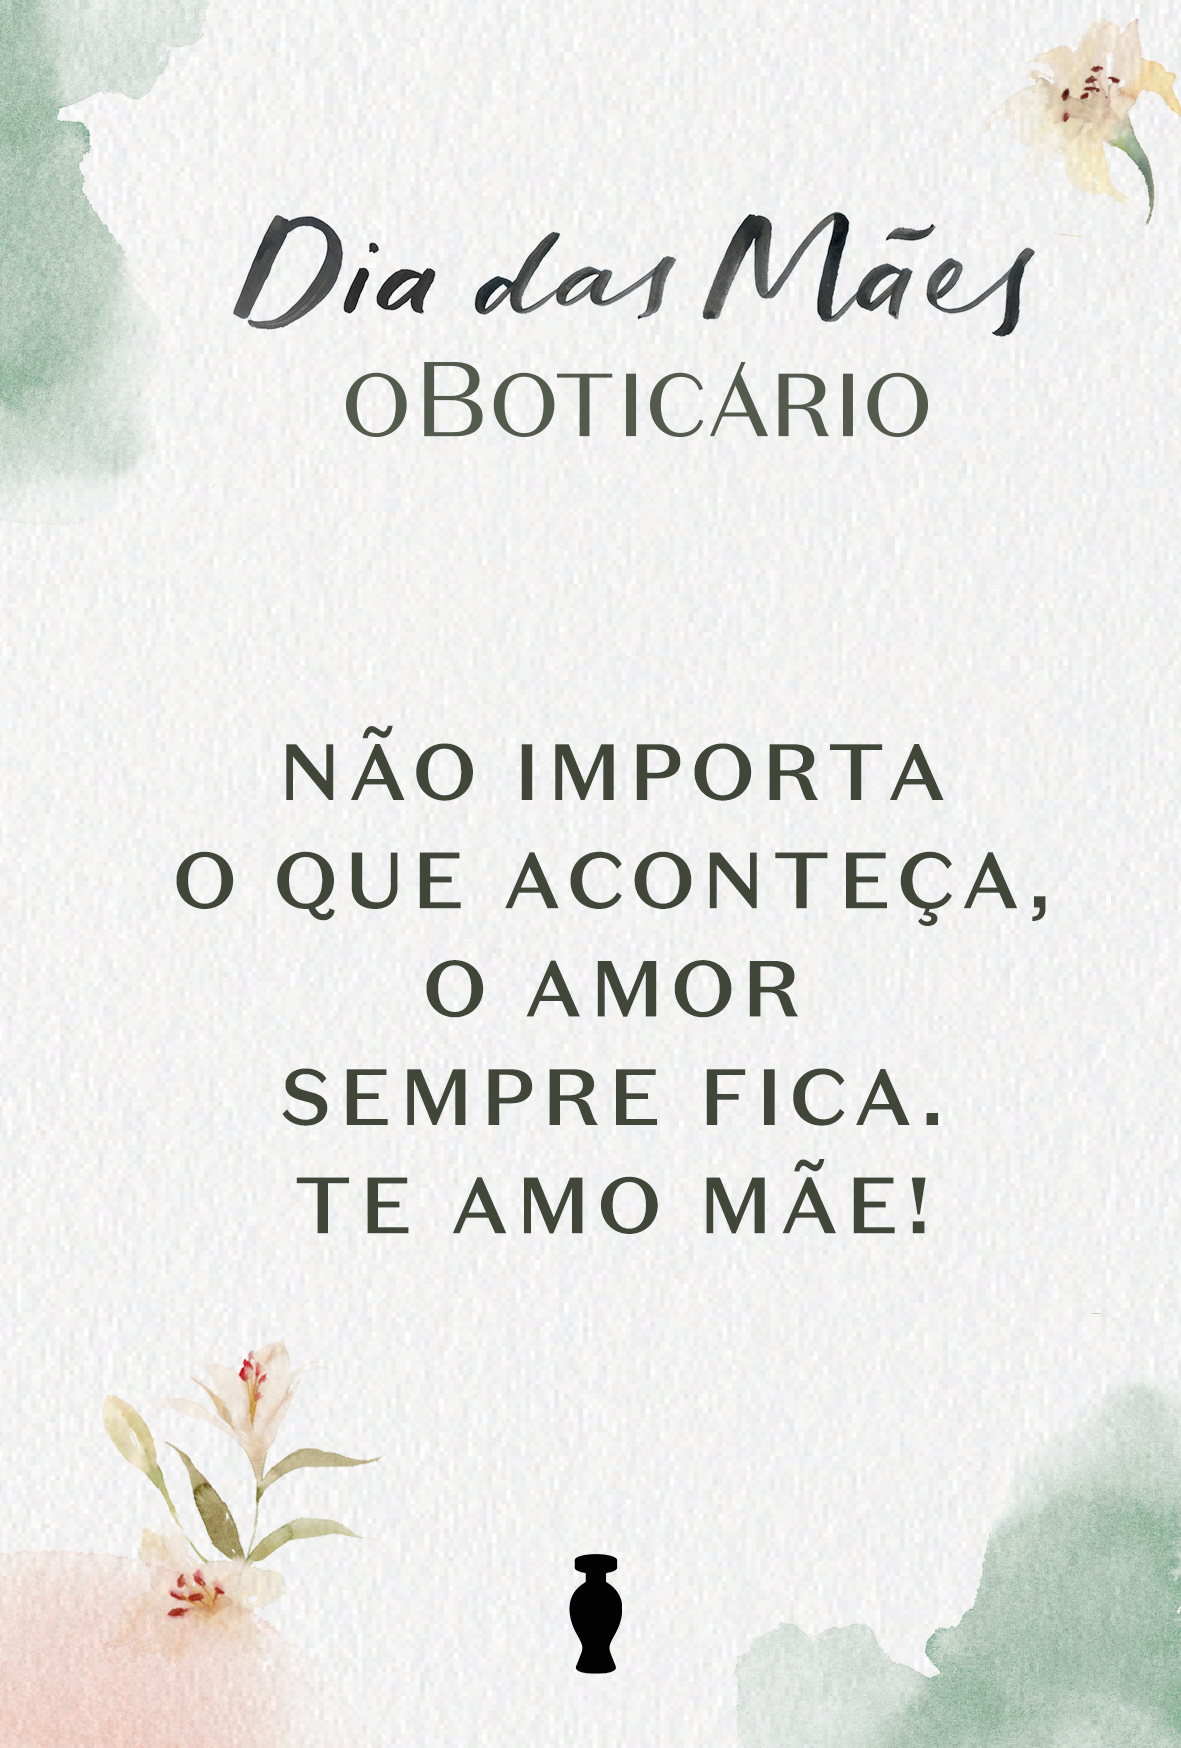 Dia das Mães
OBOTICÁRIO
NÃO IMPORTA
O QUE ACONTEÇA,
O AMOR
SEMPRE FICA.
TE AMO MÃE!